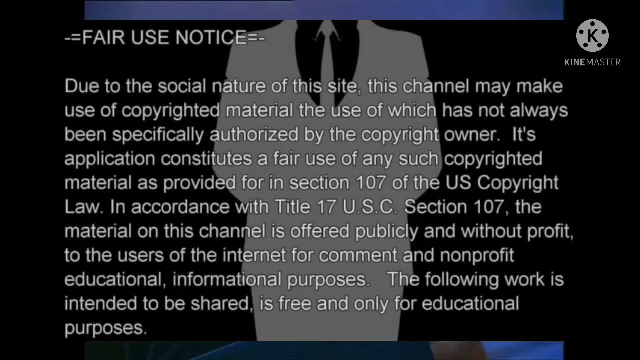 -=FAIR USE NOTICE=-
K
KINEMASTER
Due to the social nature of this site, this channel may make
use of copyrighted material the use of which has not always
been specifically authorized by the copyright owner. It's
application constitutes a fair use of any such copyrighted
material as provided for in section 107 of the US Copyright
Law. In accordance with Title 17 U.S.C. Section 107, the
material on this channel is offered publicly and without profit,
to the users of the internet for comment and nonprofit
educational, informational purposes. The following work is
intended to be shared, is free and only for educational
purposes.